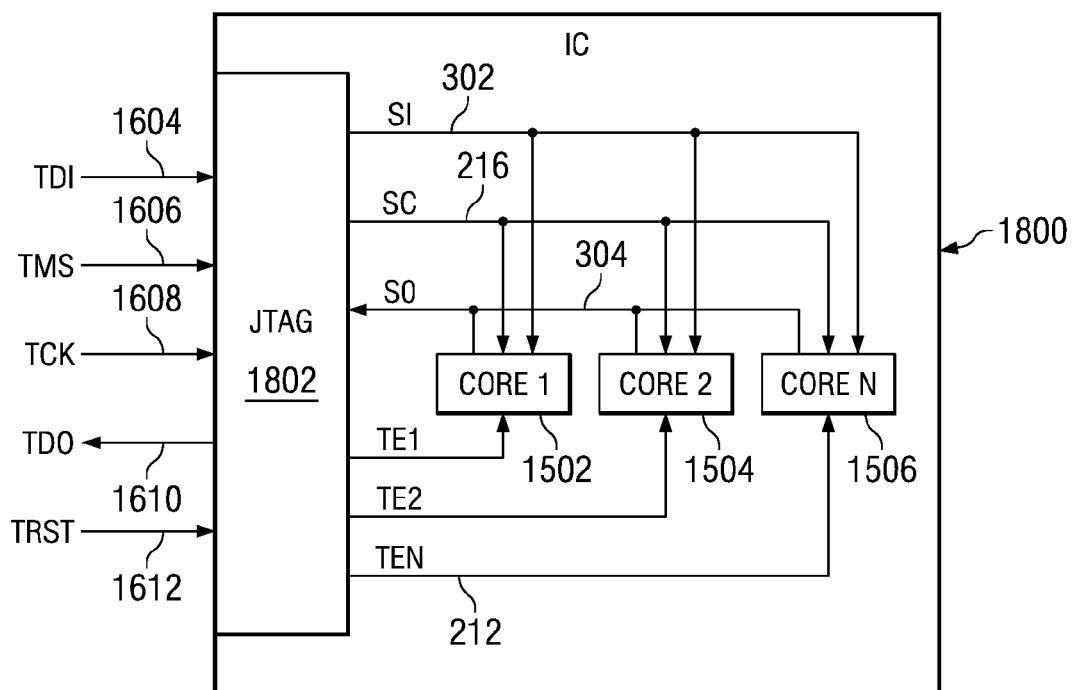 IC
SI
302
1604
TDI
216
SC
1606
1800
TMS
304
S0
1608
JTAG
TCK
1802
CORE 1
CORE 2
CORE N
TDO
TE1
1502
1504
1506
1610
TE2
TRST
TEN
1612
212